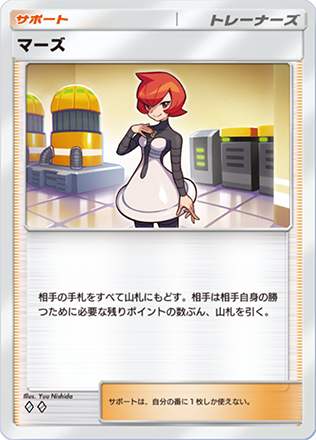 サポート
トレーナーズ
マーズ
相手の手札をすべて山札にもどす。相手は相手自身の勝
つために必要な残りポイントの数ぶん、山札を引く。
Illus. Yuu Nishida
サポートは、自分の番に1枚しか使えない。